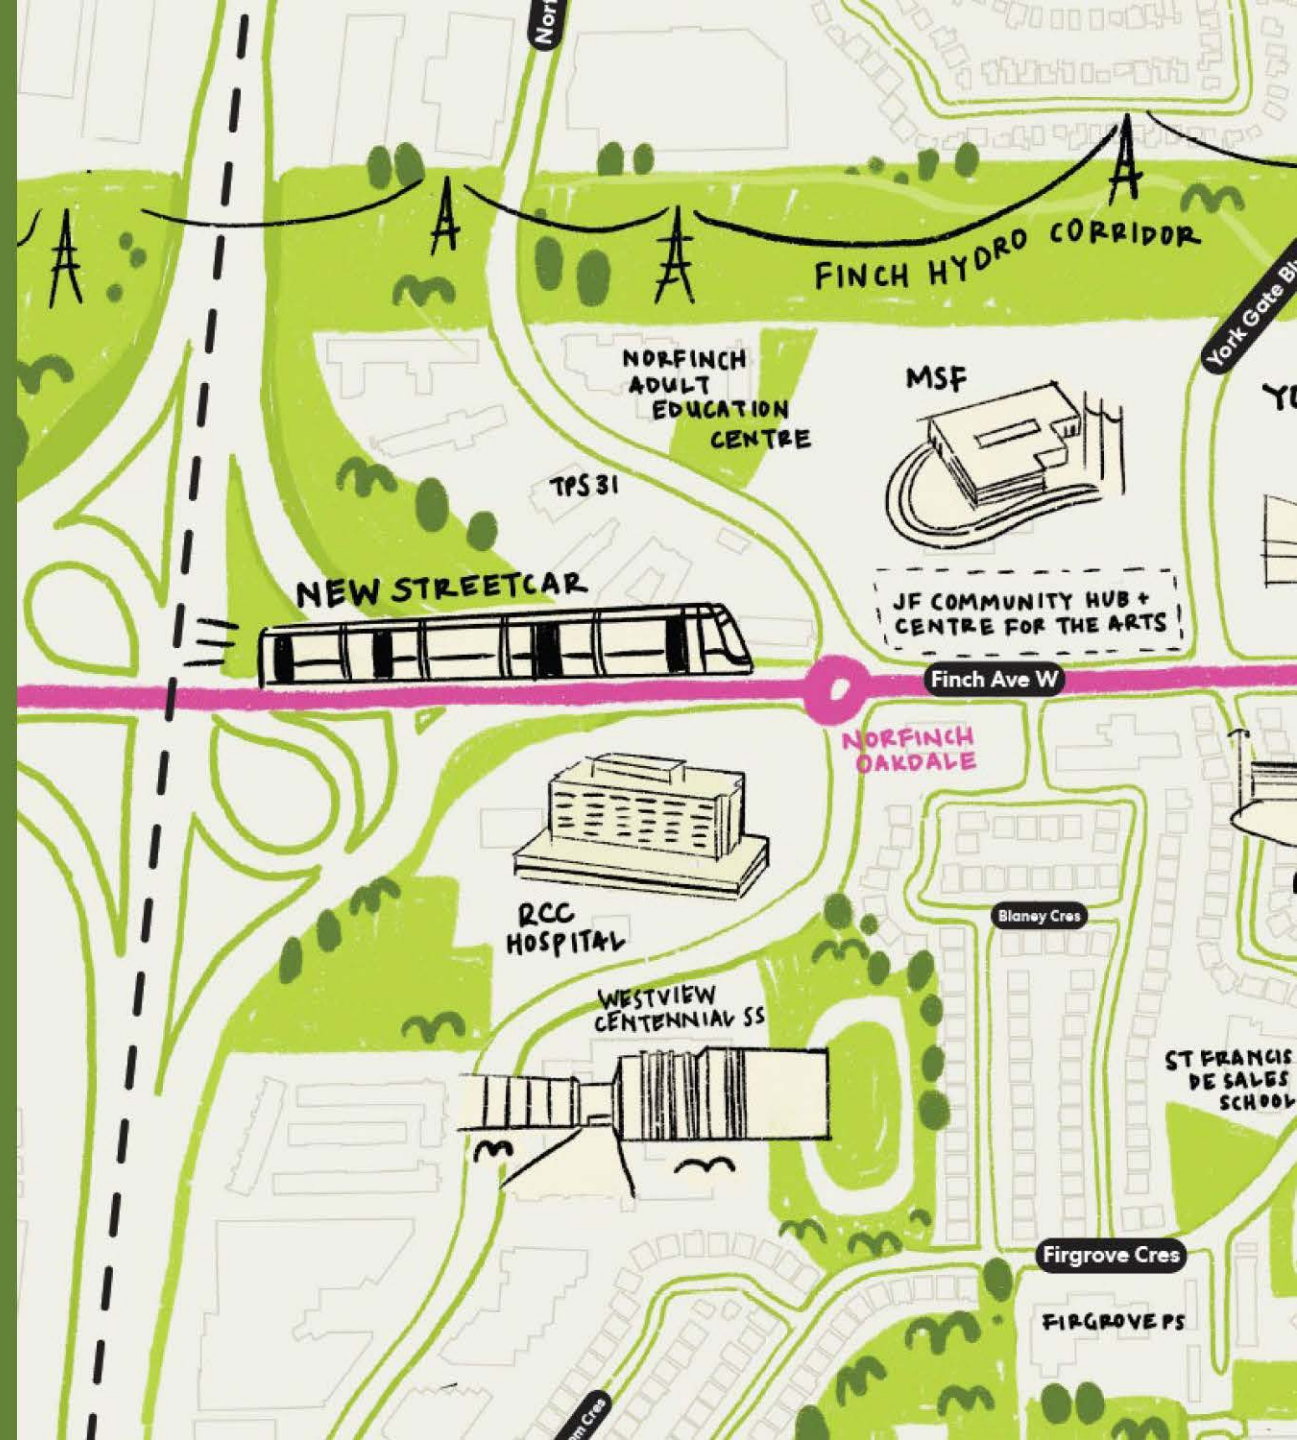 FINCH HYDRO CORRIDOR
York Gate
NORFINCH
ADULT
EDUCATION
CENTRE
MSF
TPS 31
NEW STREETCAR
JF COMMUNITY HUB +
CENTRE FOR THE ARTS
Finch Ave W
NORFINCH
OAKDALE
RCC
HOSPITAL
Blaney Cres
WESTVIEW
CENTENNIAL SS
ST FRANCIS
DE SALES
SCHOOL
Firgrove Cres
FIRGROVE PS
Cres